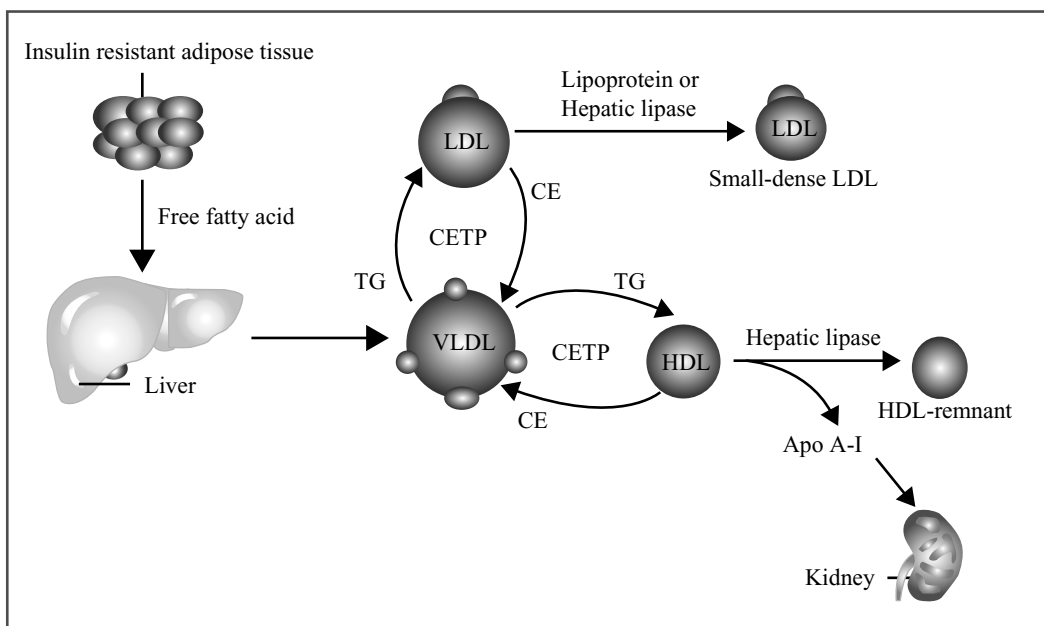 Insulin resistant adipose tissue
Free fatty acid
Liver
LDL
Lipoprotein or
Hepatic lipase
LDL
Small-dense LDL
CE
CETP
TG
VLDL
TG
CETP
CE
HDL
Hepatic lipase
HDL-remnant
Apo A-I
Kidney